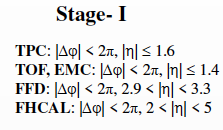 Stage- I
TPC: |Δφ| < 2π, |η| ≤ 1.6
TOF, EMC: |Δφ| < 2π, |η| ≤ 1.4
FFD: |Δφ| < 2π, 2.9 < |η| < 3.3
FHCAL: |Δφ| < 2π, 2 < |η| < 5